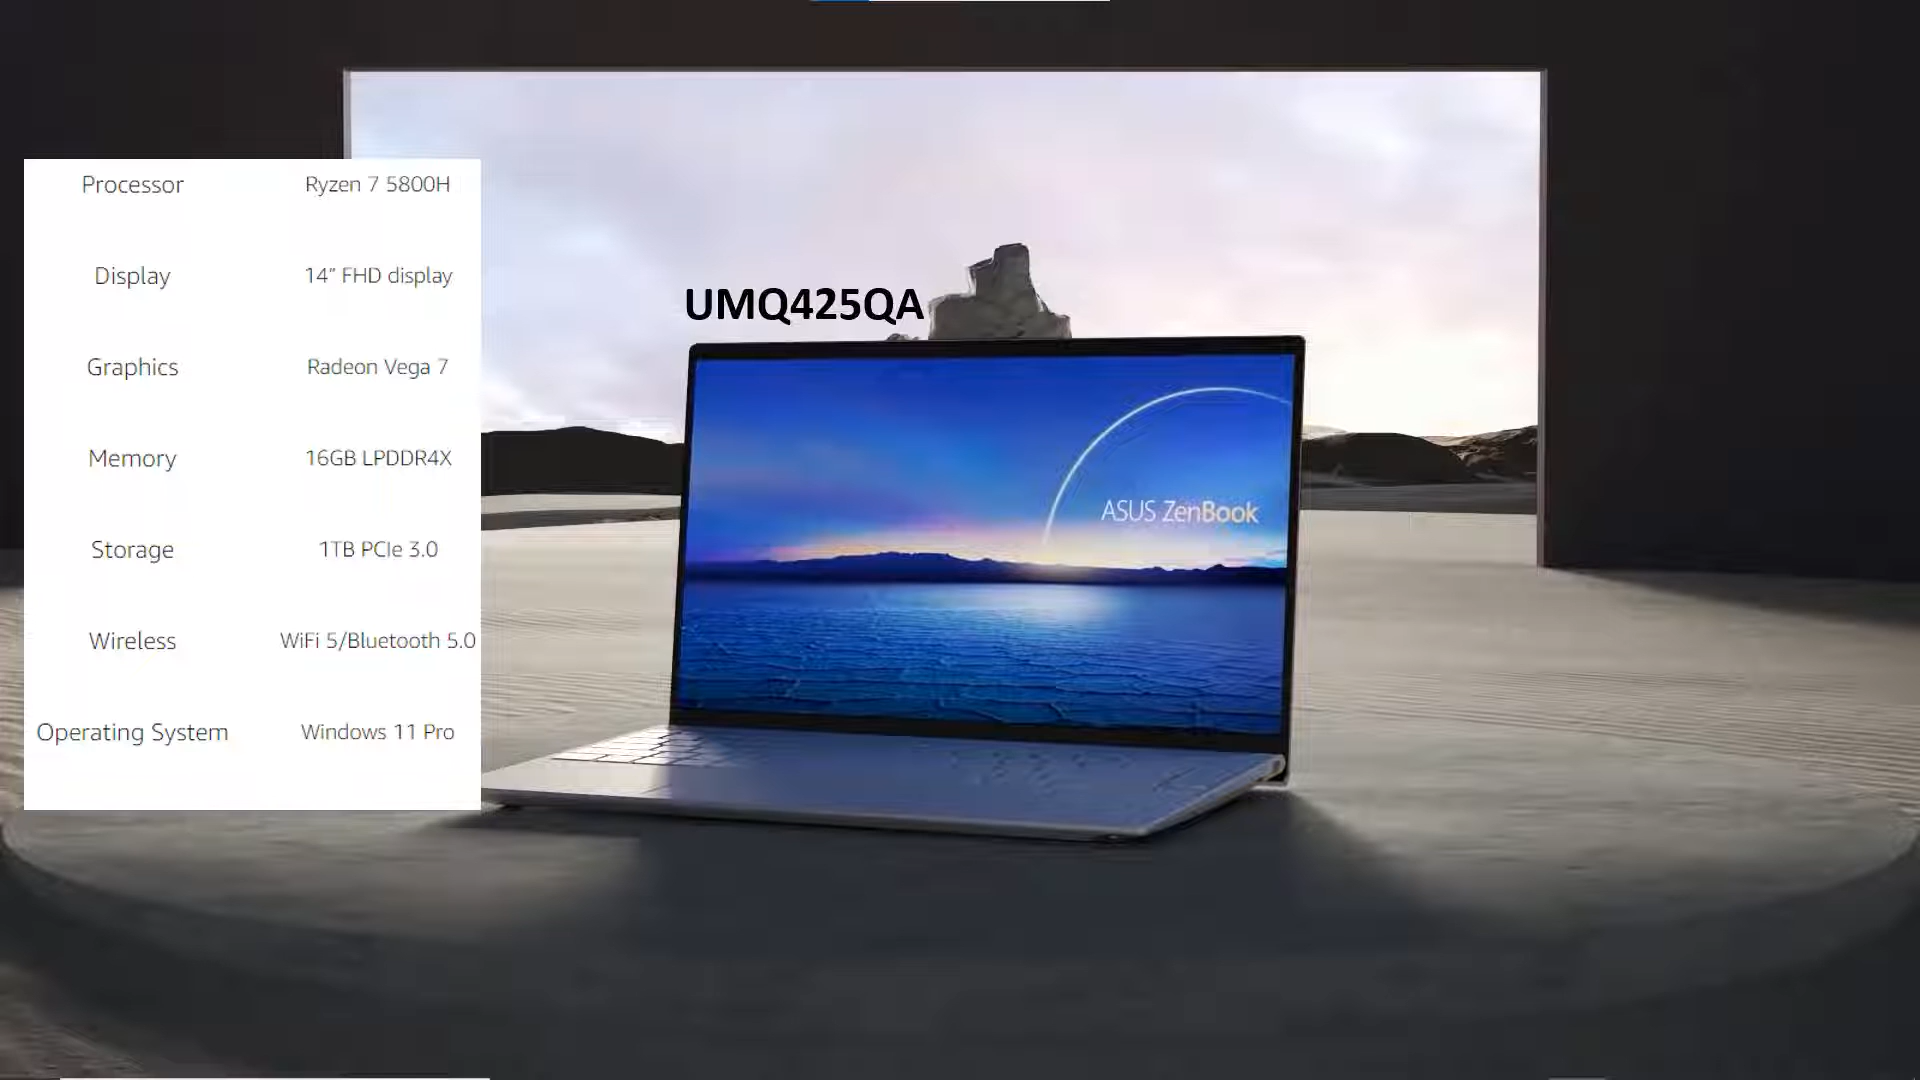 Processor Ryzen 7 5800H
Display 14” FHD display
Graphics Radeon Vega 7
Memory 16GB LPDDR4X
Storage 1TB PCIe 3.0
Wireless WiFi 5/Bluetooth 5.0
Operating System Windows 11 Pro
UMQ425QA
ASUS ZenBook